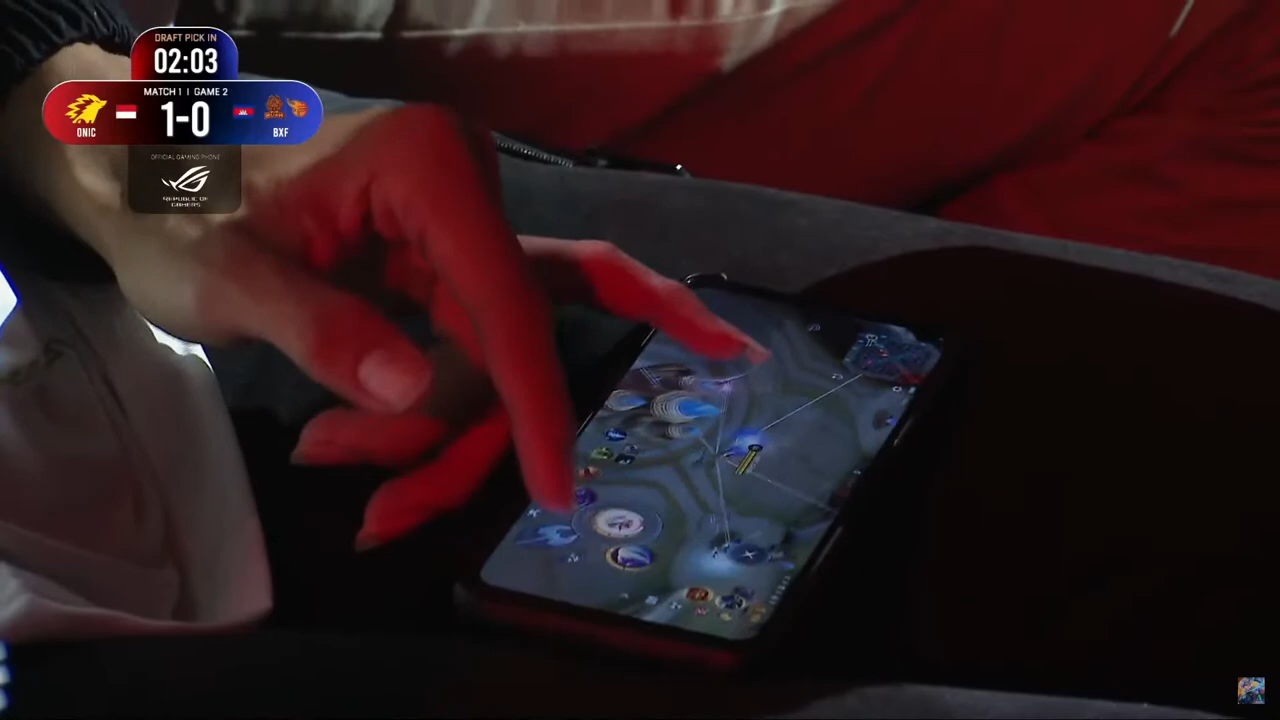 DRAFT PICK IN
02:03
MATCH 1 | GAME 2
ONIC
1-0
BXF
OFFICIAL GAMING PHONE
REPUBLIC OF
GAMERS